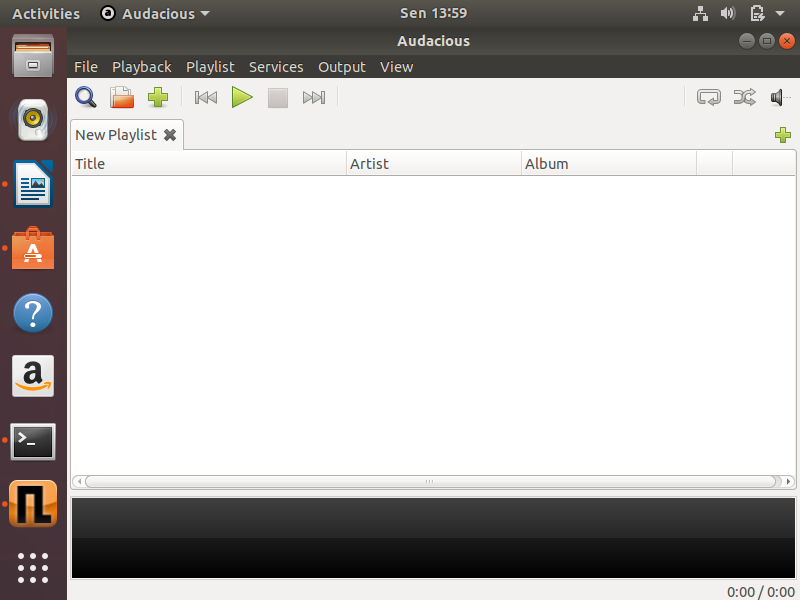 Activities Audacious Sen 13:59
Audacious
File Playback Playlist Services Output View
New Playlist
Title Artist Album
0:00 / 0:00